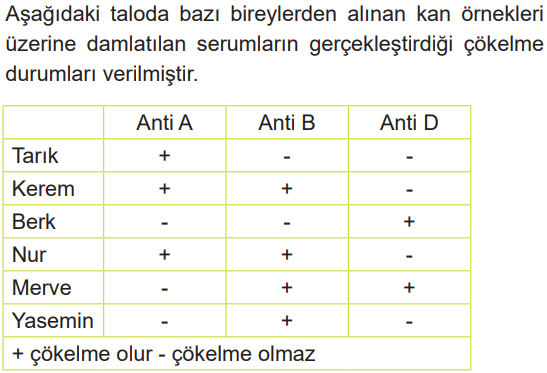 Aşağıdaki taloda bazı bireylerden alınan kan örnekleri
üzerine damlatılan serumların gerçekleştirdiği çökelme
durumları verilmiştir.
Anti A Anti B Anti D
Tarık + - -
Kerem + + -
Berk - - +
Nur + + -
Merve - + +
Yasemin - + -
+ çökelme olur - çökelme olmaz